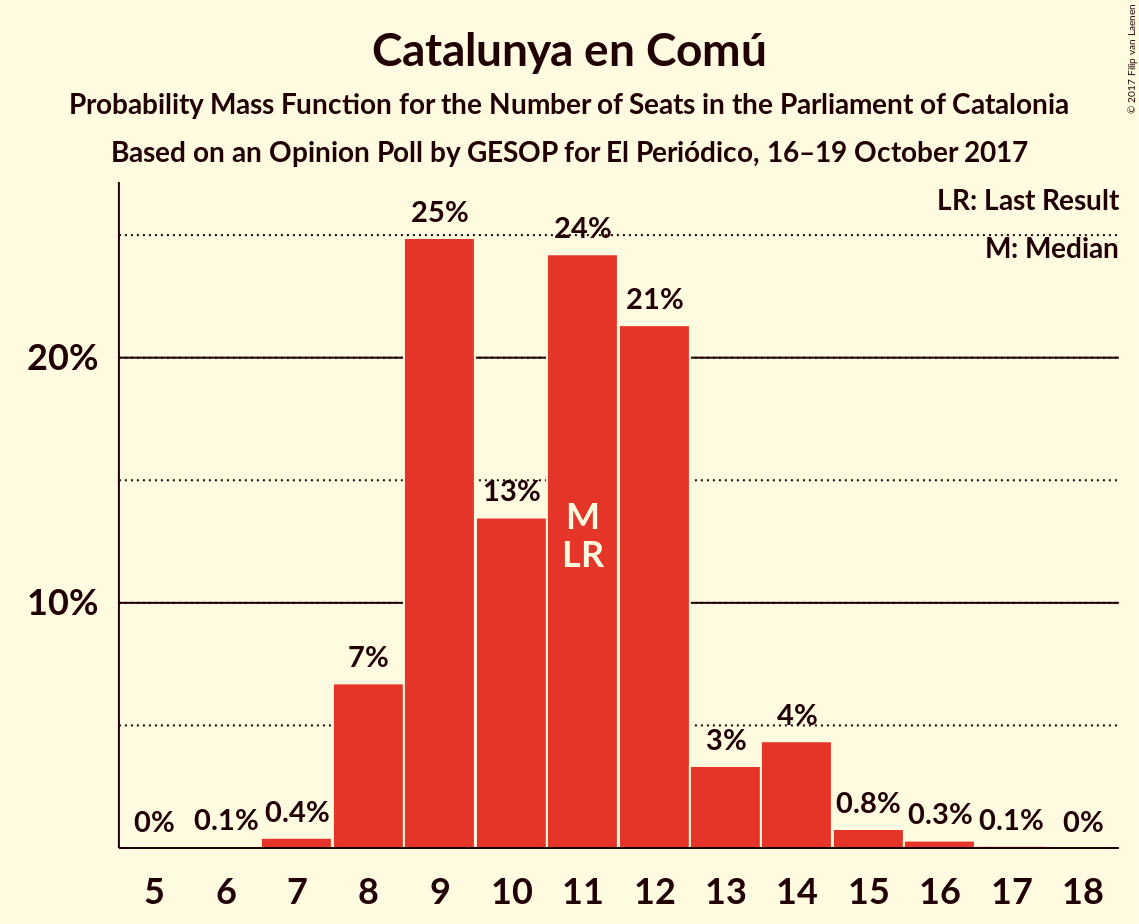 Catalunya en Comú
Probability Mass Function for the Number of Seats in the Parliament of Catalonia
Based on an Opinion Poll by GESOP for El Periódico, 16–19 October 2017
© 2017 Filip van Laenen
LR: Last Result
M: Median
20%
10%
0%
0.1%
0.4%
7%
25%
13%
24%
21%
3%
4%
0.8%
0.3%
0.1%
0%
M
LR
5 6 7 8 9 10 11 12 13 14 15 16 17 18